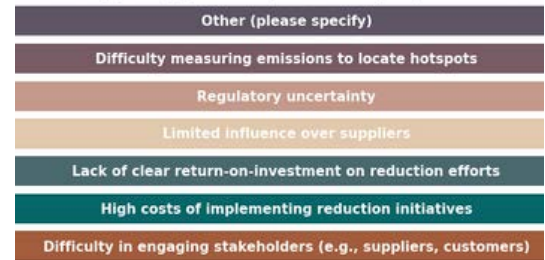 Other (please specify)
Difficulty measuring emissions to locate hotspots
Regulatory uncertainty
Limited influence over suppliers
Lack of clear return-on-investment on reduction efforts
High costs of implementing reduction initiatives
Difficulty in engaging stakeholders (e.g., suppliers, customers)